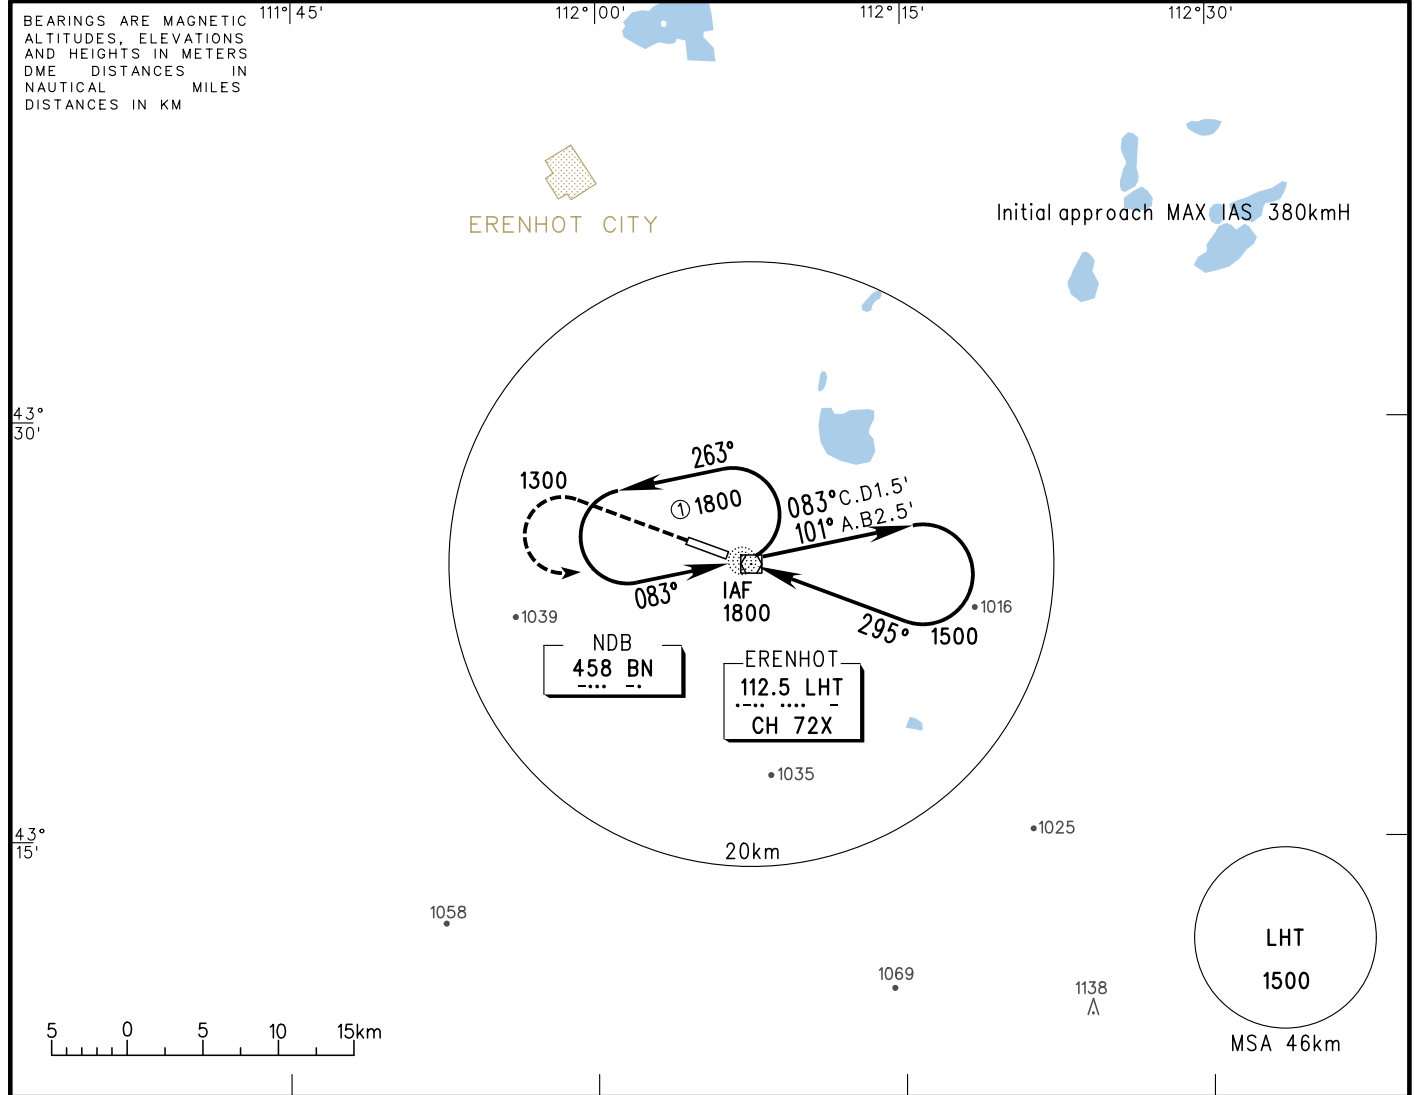 111°45'
112°00'
112°15'
112°30'
BEARINGS ARE MAGNETIC
ALTITUDES, ELEVATIONS
AND HEIGHTS IN METERS
DME DISTANCES IN
NAUTICAL MILES
DISTANCES IN KM
ERENHOT CITY
Initial approach MAX IAS 380kmH
43°
30'
263°
1300
① 1800
083° C.D1.5'
101° A.B2.5'
083°
IAF
1800
295°
1500
1016
1039
NDB
458 BN
–··· –·
ERENHOT
112.5 LHT
·–·· ···· –
CH 72X
1035
1025
43°
15'
20km
1058
1069
1138
LHT
1500
MSA 46km
5 0 5 10 15km